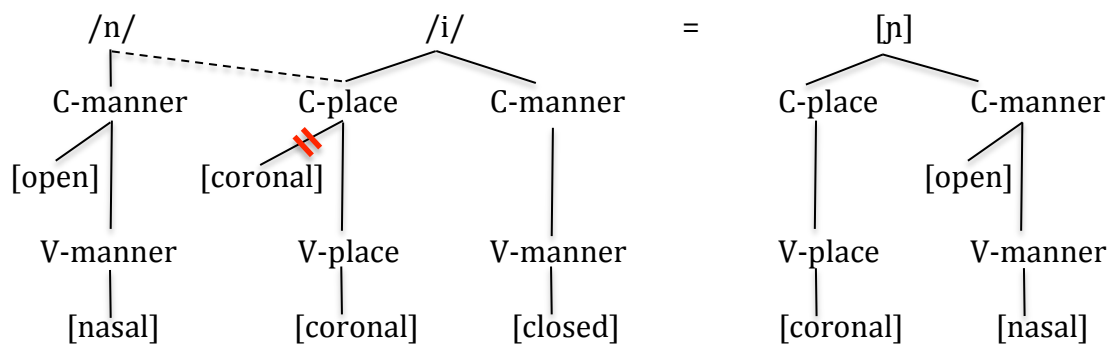 /n/ /i/ = [ɲ]
C-manner C-place C-manner C-place C-manner
[open] [coronal] [open]
V-manner V-place V-manner V-place V-manner
[nasal] [coronal] [closed] [coronal] [nasal]